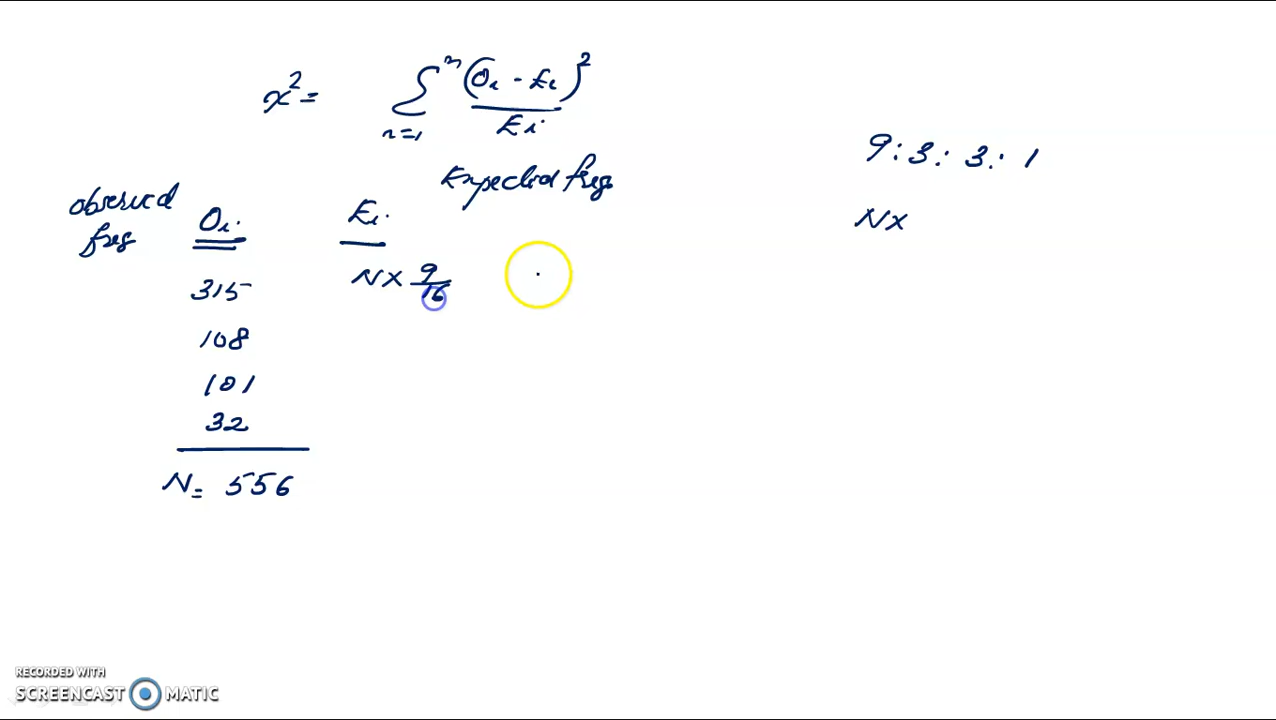 x² = Σ n=1 n (Oi - Ei)² / Ei
9 : 3 : 3 : 1
Expected freq
observed freq
Oi
Ei
N×
N × 9/16
315
108
101
32
N = 556
RECORDED WITH
SCREENCAST MATIC